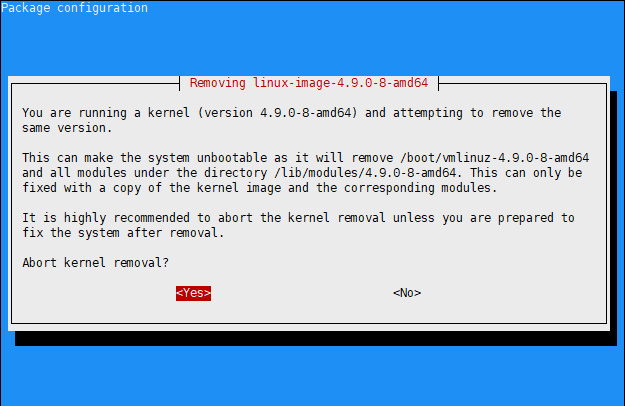 Package configuration
Removing linux-image-4.9.0-8-amd64
You are running a kernel (version 4.9.0-8-amd64) and attempting to remove the
same version.
This can make the system unbootable as it will remove /boot/vmlinuz-4.9.0-8-amd64
and all modules under the directory /lib/modules/4.9.0-8-amd64. This can only be
fixed with a copy of the kernel image and the corresponding modules.
It is highly recommended to abort the kernel removal unless you are prepared to
fix the system after removal.
Abort kernel removal?
<Yes> <No>